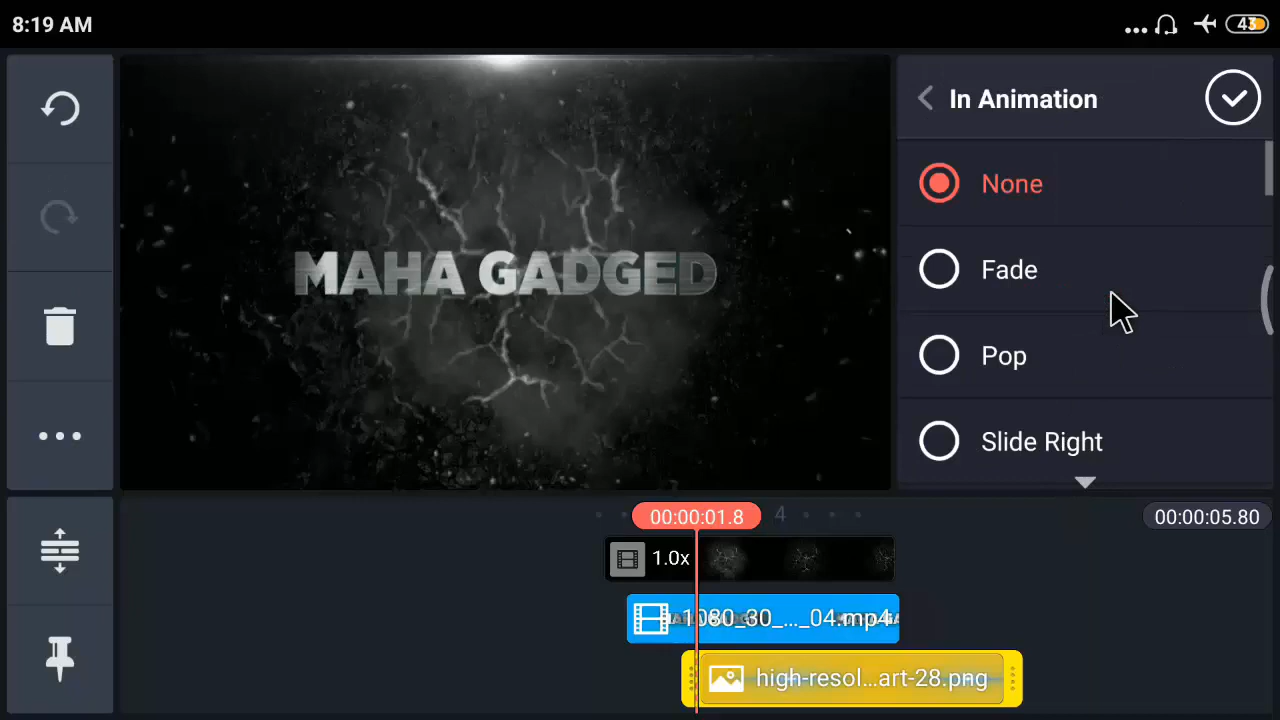 8:19 AM
43
In Animation
None
Fade
Pop
Slide Right
MAHA GADGED
00:00:01.8
4
00:00:05.80
1.0x
1080_30_..._04.mp4
high-resol...art-28.png